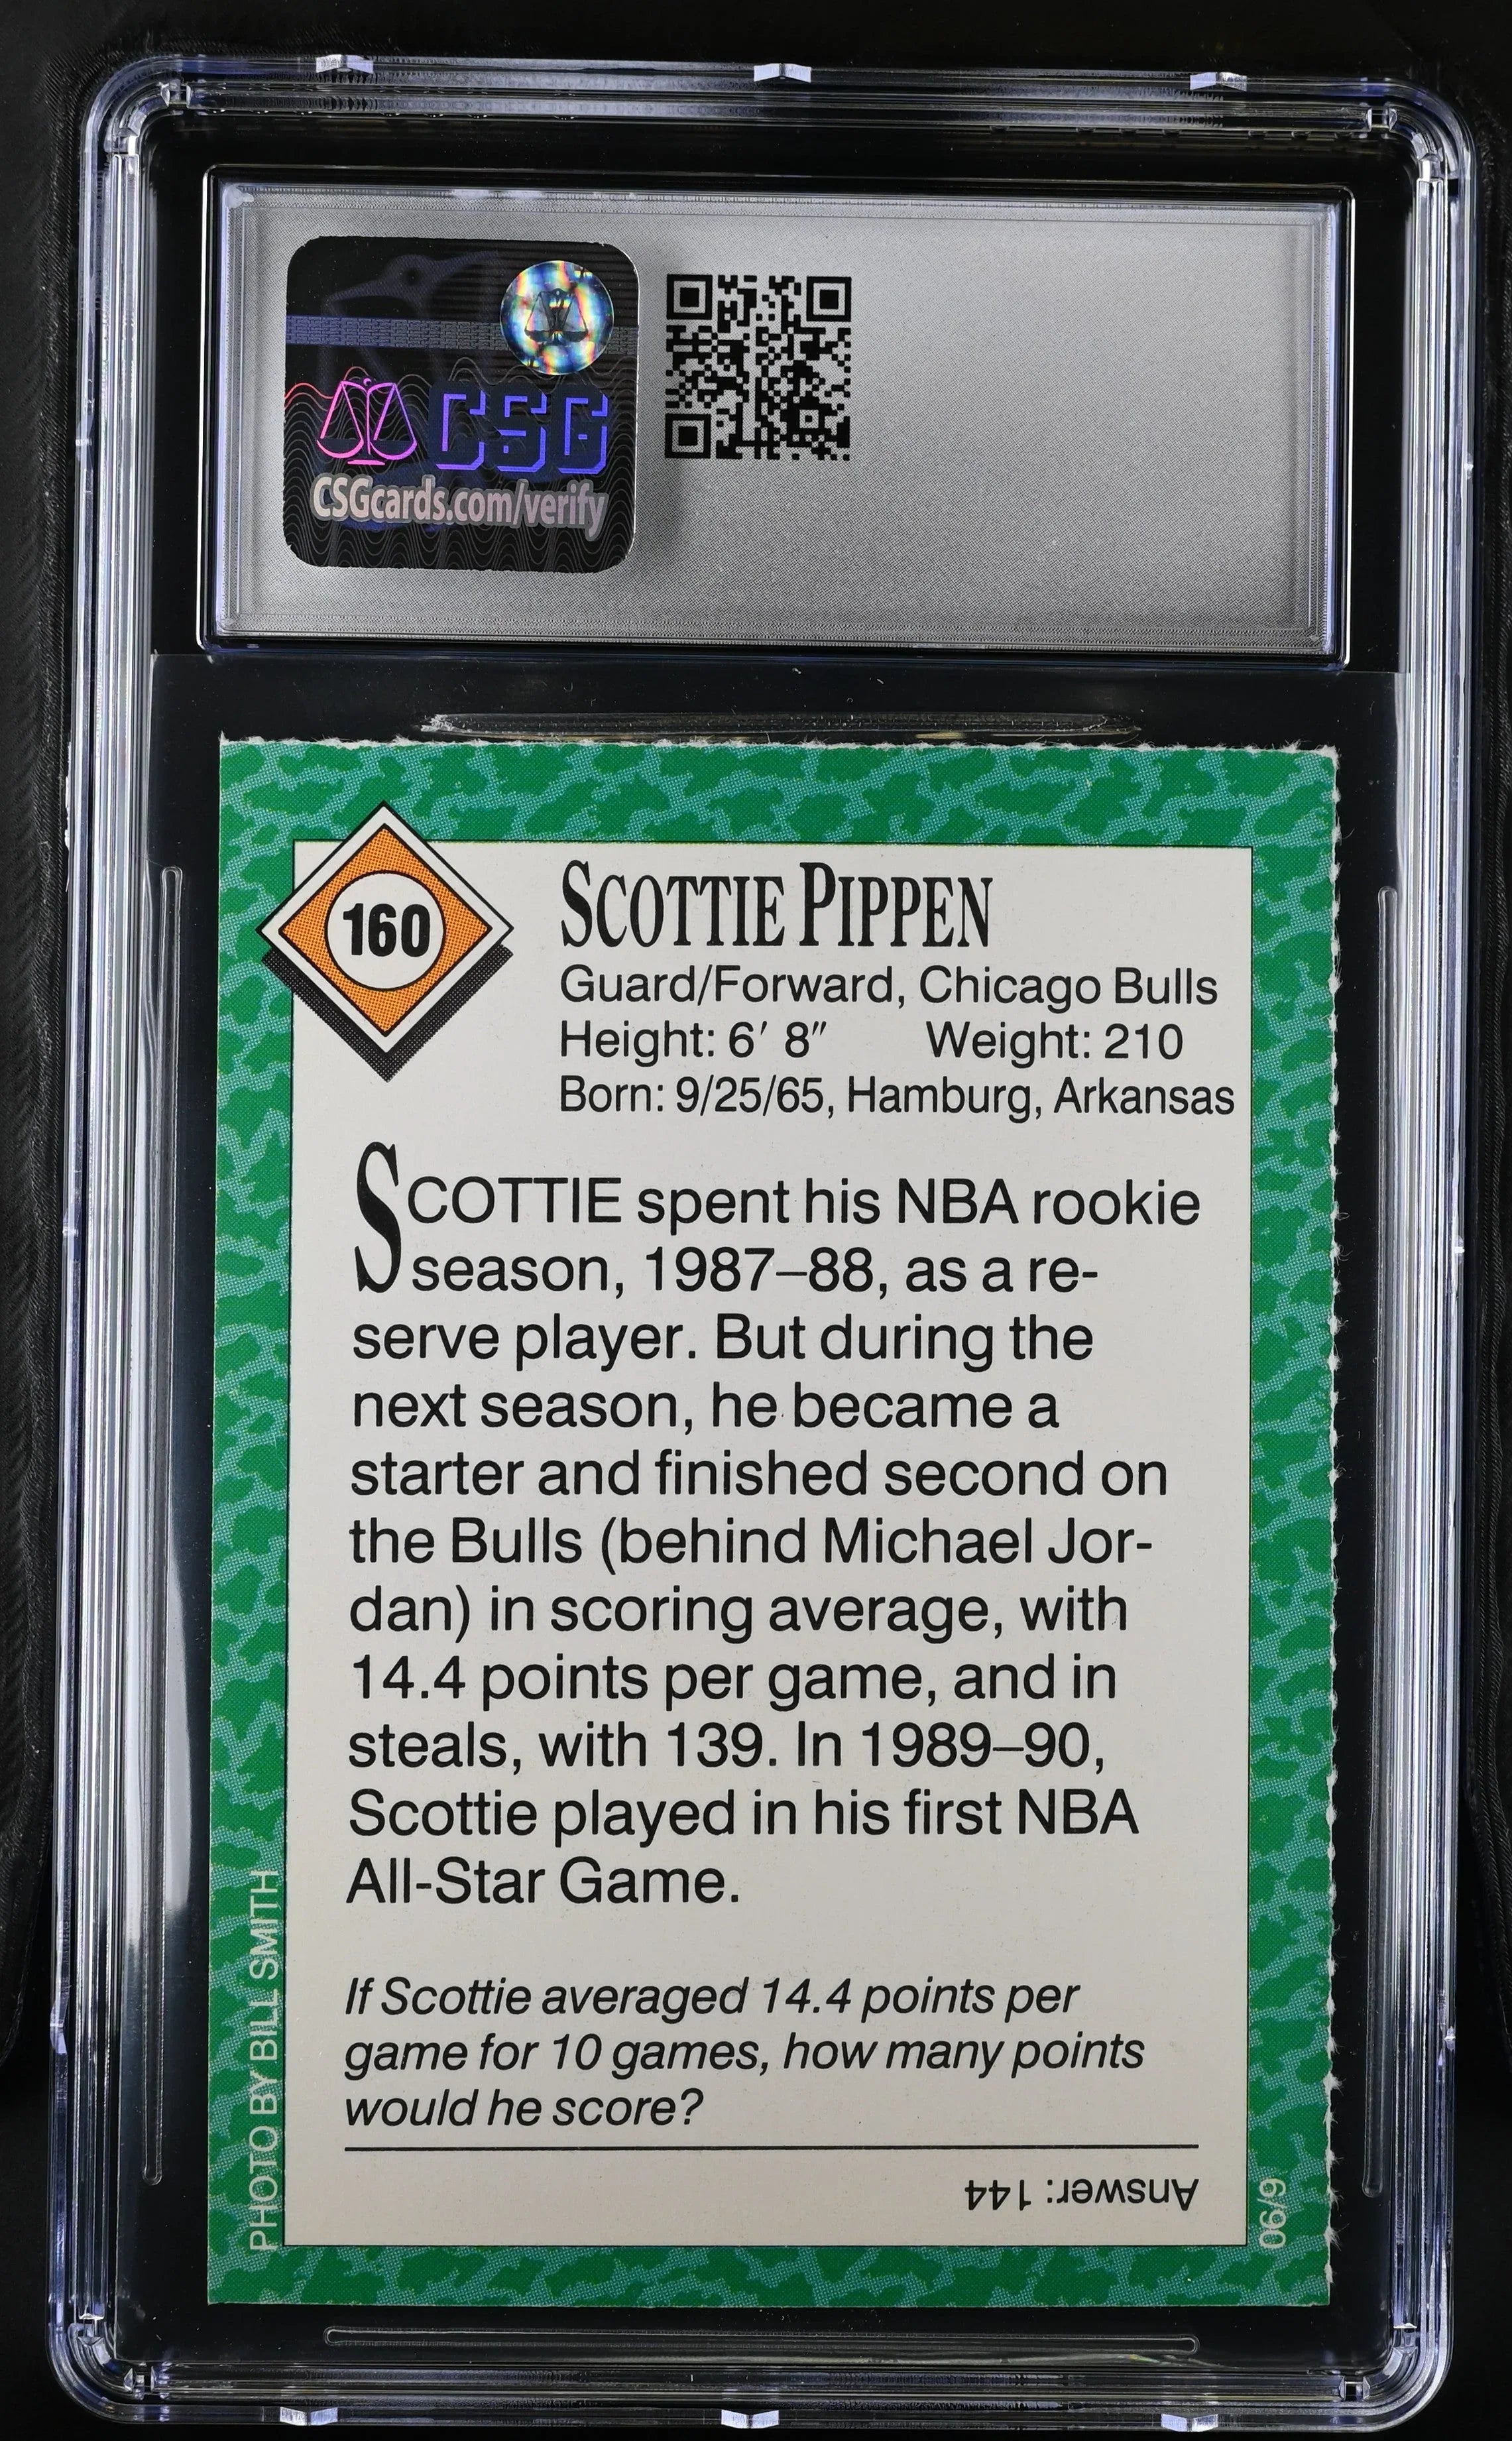 CSG
CSGcards.com/verify
160
SCOTTIE PIPPEN
Guard/Forward, Chicago Bulls
Height: 6′ 8″ Weight: 210
Born: 9/25/65, Hamburg, Arkansas
SCOTTIE spent his NBA rookie
season, 1987–88, as a re-
serve player. But during the
next season, he became a
starter and finished second on
the Bulls (behind Michael Jor-
dan) in scoring average, with
14.4 points per game, and in
steals, with 139. In 1989–90,
Scottie played in his first NBA
All-Star Game.
If Scottie averaged 14.4 points per
game for 10 games, how many points
would he score?
Answer: 144
PHOTO BY BILL SMITH
6/90